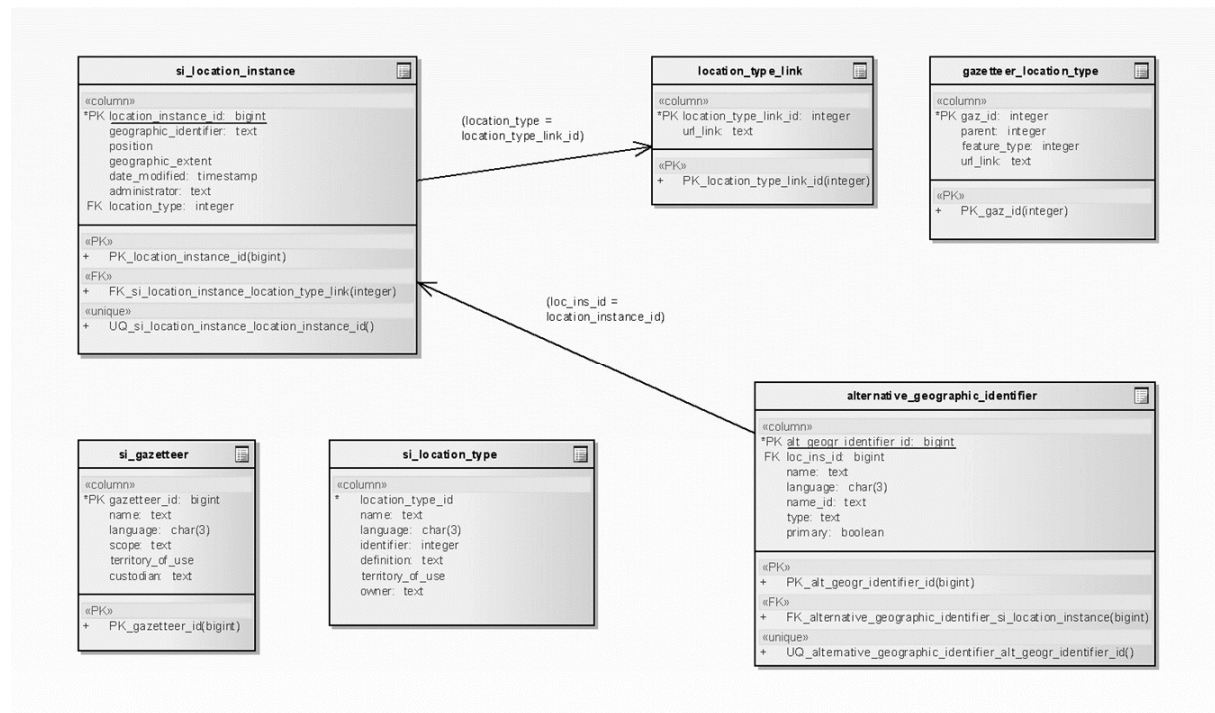 si_location_instance
«column»
*PK location_instance_id: bigint
geographic_identifier: text
position
geographic_extent
date_modified: timestamp
administrator: text
FK location_type: integer
«PK»
+ PK_location_instance_id(bigint)
«FK»
+ FK_si_location_instance_location_type_link(integer)
«unique»
+ UQ_si_location_instance_location_instance_id()
(location_type =
location_type_link_id)
location_type_link
«column»
*PK location_type_link_id: integer
url_link: text
«PK»
+ PK_location_type_link_id(integer)
gazetteer_location_type
«column»
*PK gaz_id: integer
parent: integer
feature_type: integer
url_link: text
«PK»
+ PK_gaz_id(integer)
(loc_ins_id =
location_instance_id)
si_gazetteer
«column»
*PK gazetteer_id: bigint
name: text
language: char(3)
scope: text
territory_of_use
custodian: text
«PK»
+ PK_gazetteer_id(bigint)
si_location_type
«column»
* location_type_id
name: text
language: char(3)
identifier: integer
definition: text
territory_of_use
owner: text
alternative_geographic_identifier
«column»
*PK alt_geogr_identifier_id: bigint
FK loc_ins_id: bigint
name: text
language: char(3)
name_id: text
type: text
primary: boolean
«PK»
+ PK_alt_geogr_identifier_id(bigint)
«FK»
+ FK_alternative_geographic_identifier_si_location_instance(bigint)
«unique»
+ UQ_alternative_geographic_identifier_alt_geogr_identifier_id()